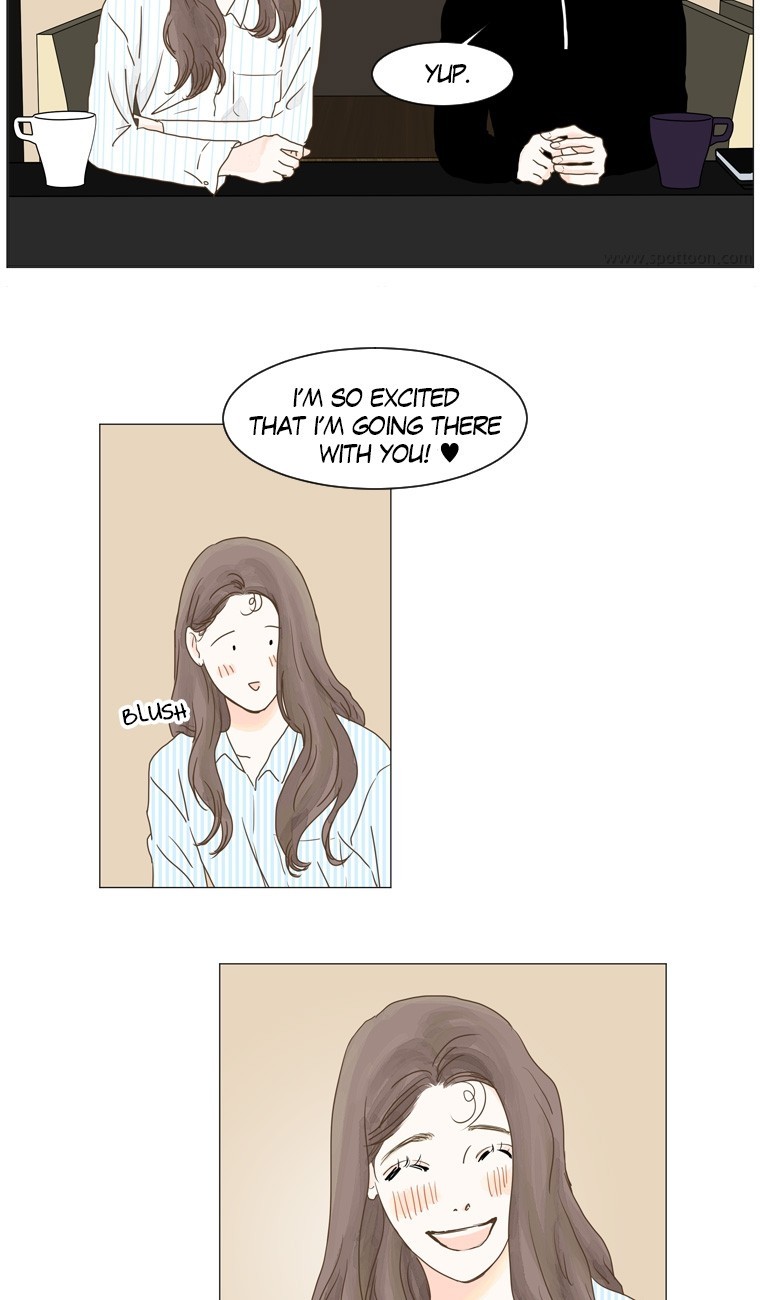 YUP.
www.spottoon.com
I'M SO EXCITED
THAT I'M GOING THERE
WITH YOU! ♥
BLUSH